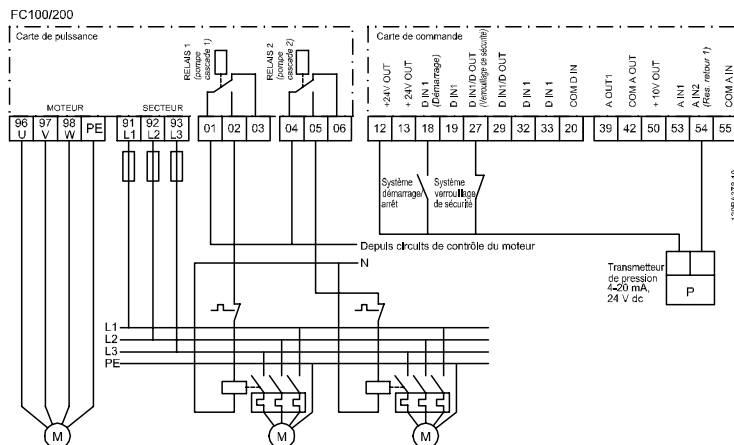 FC100/200
Carte de puissance
Carte de commande
RELAIS 1
(pompe
cascade 1)
RELAIS 2
(pompe
cascade 2)
+24V OUT
+ 24V OUT
D IN 1
(Démarrage)
D IN1
D IN1/D OUT
(Verrouillage de sécurité)
D IN1/D OUT
D IN 1
D IN 1
COM D IN
A OUT1
COM A OUT
+ 10V OUT
A IN1
A IN2
(Res. retour 1)
COM A IN
MOTEUR
SECTEUR
96 97 98 PE 91 92 93 01 02 03 04 05 06 12 13 18 19 27 29 32 33 20 39 42 50 53 54 55
U V W L1 L2 L3
Système
démarrage/
arrêt
Système
verrouillage
de sécurité
Depuis circuits de contrôle du moteur
N
Transmetteur
de pression
4-20 mA,
24 V dc
P
L1
L2
L3
PE
M
M
M